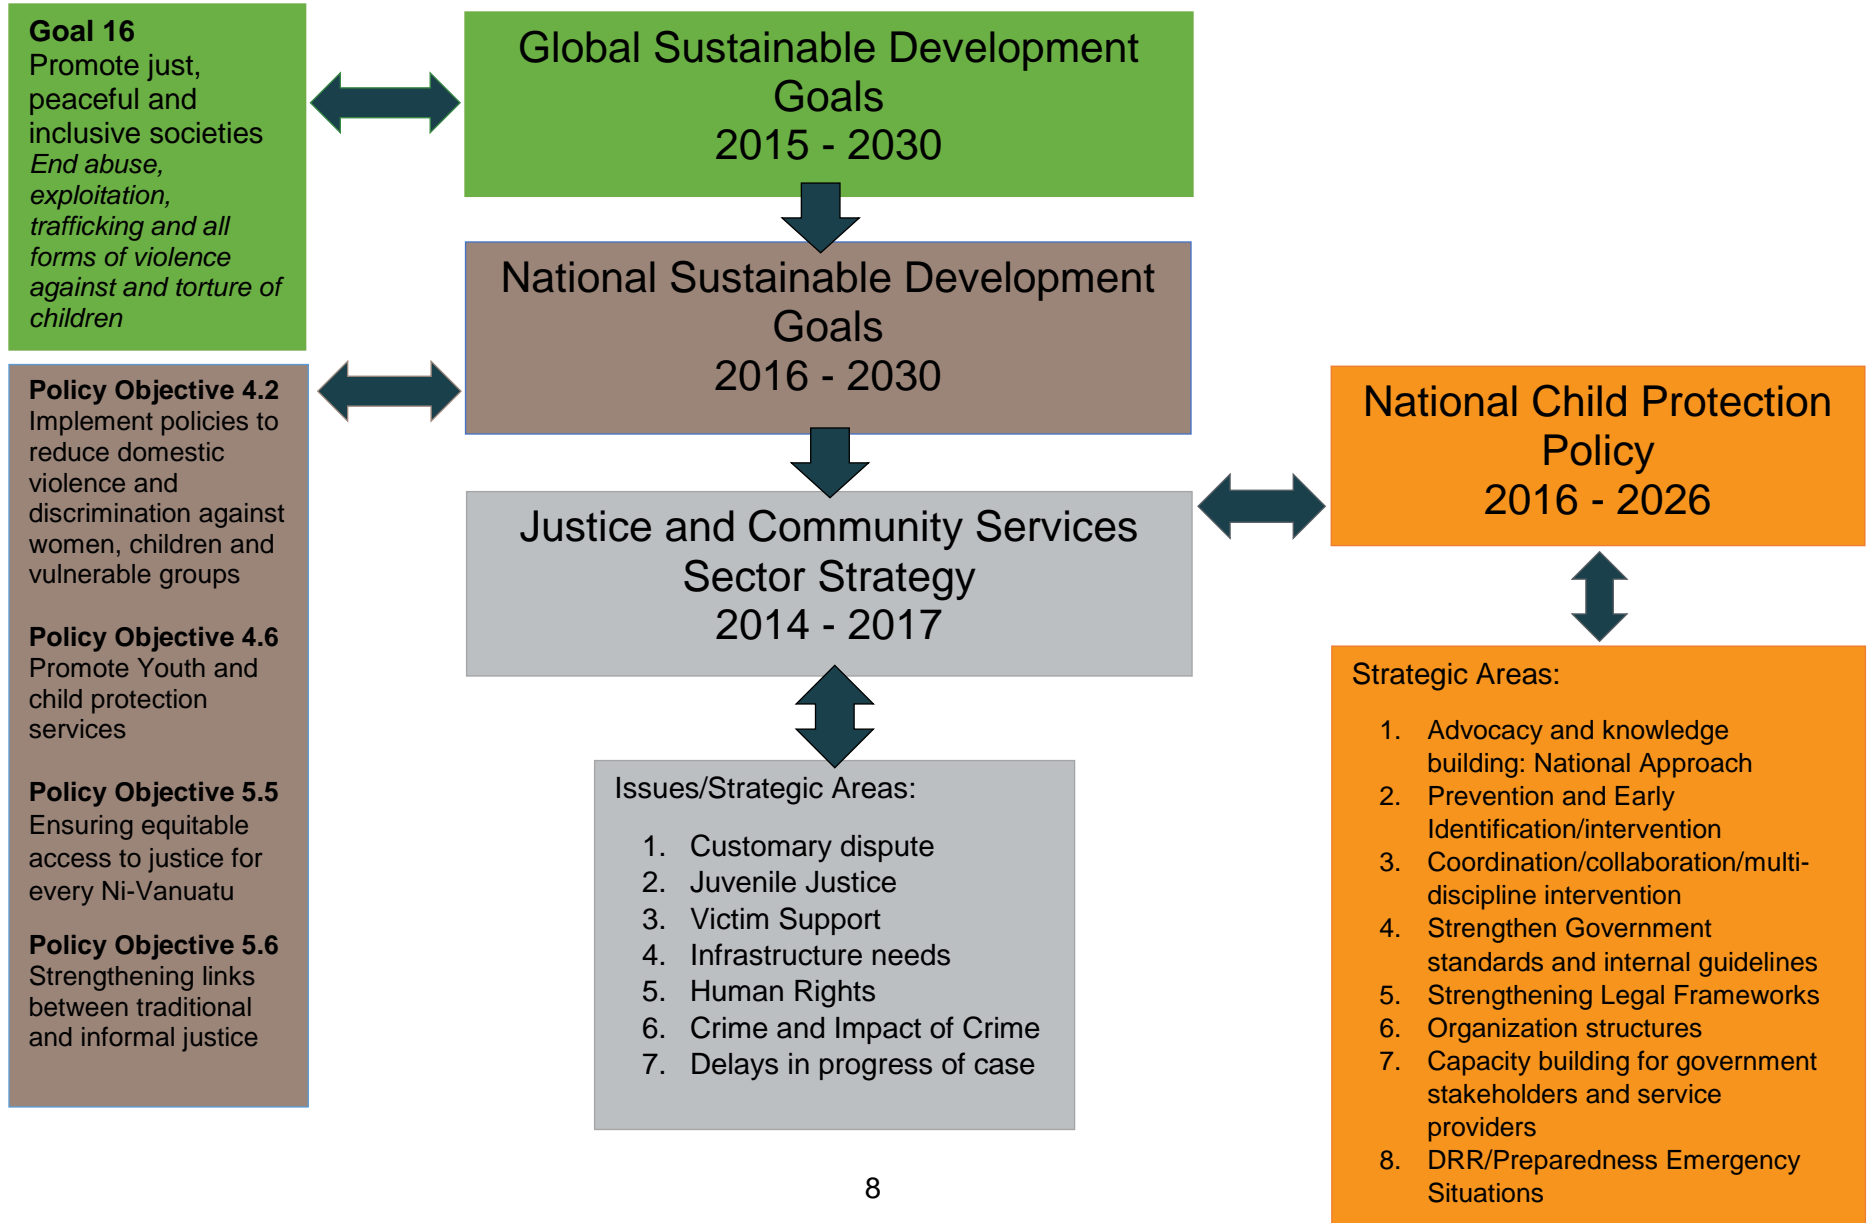 Goal 16
Promote just,
peaceful and
inclusive societies
End abuse,
exploitation,
trafficking and all
forms of violence
against and torture of
children
Global Sustainable Development
Goals
2015 - 2030
National Sustainable Development
Goals
2016 - 2030
Policy Objective 4.2
Implement policies to
reduce domestic
violence and
discrimination against
women, children and
vulnerable groups
Policy Objective 4.6
Promote Youth and
child protection
services
Policy Objective 5.5
Ensuring equitable
access to justice for
every Ni-Vanuatu
Policy Objective 5.6
Strengthening links
between traditional
and informal justice
Justice and Community Services
Sector Strategy
2014 - 2017
Issues/Strategic Areas:
1. Customary dispute
2. Juvenile Justice
3. Victim Support
4. Infrastructure needs
5. Human Rights
6. Crime and Impact of Crime
7. Delays in progress of case
National Child Protection
Policy
2016 - 2026
Strategic Areas:
1. Advocacy and knowledge
building: National Approach
2. Prevention and Early
Identification/intervention
3. Coordination/collaboration/multi-
discipline intervention
4. Strengthen Government
standards and internal guidelines
5. Strengthening Legal Frameworks
6. Organization structures
7. Capacity building for government
stakeholders and service
providers
8. DRR/Preparedness Emergency
Situations
8